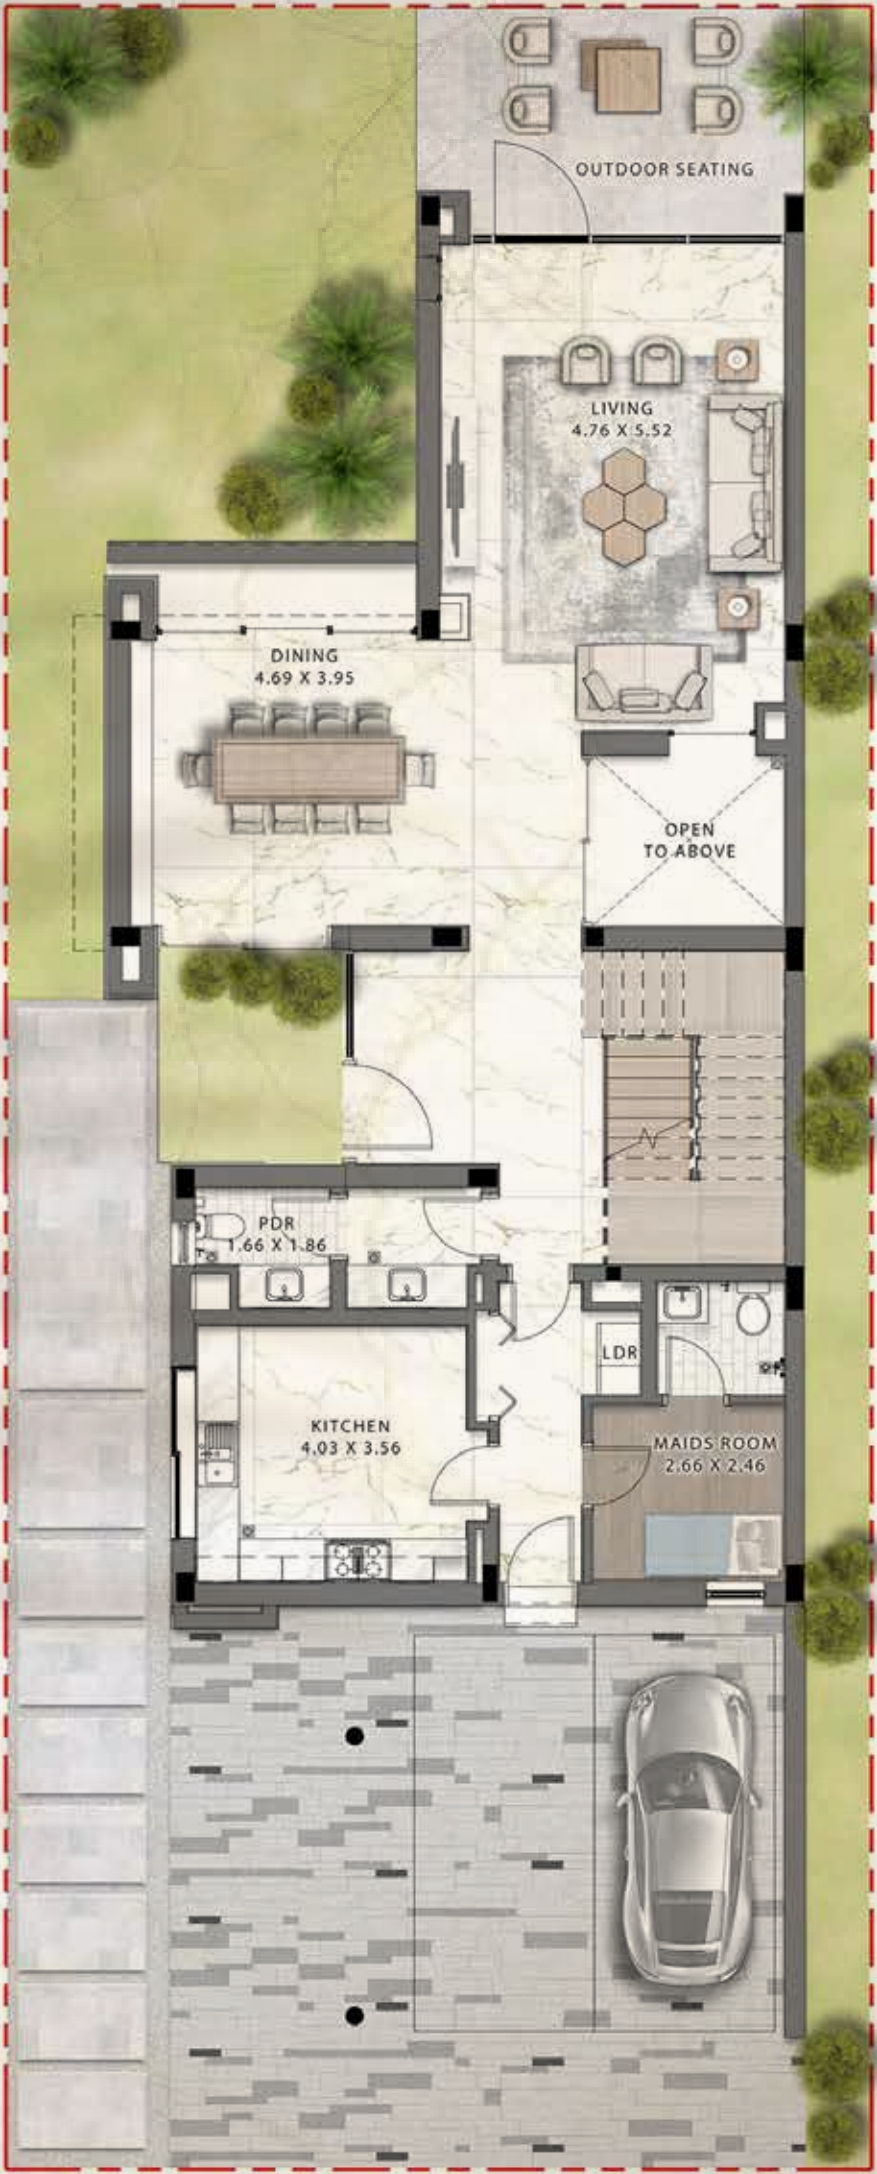 OUTDOOR SEATING
LIVING
4.76 X 5.52
DINING
4.69 X 3.95
OPEN
TO ABOVE
PDR
1.66 X 1.86
LDR
KITCHEN
4.03 X 3.56
MAIDS ROOM
2.66 X 2.46